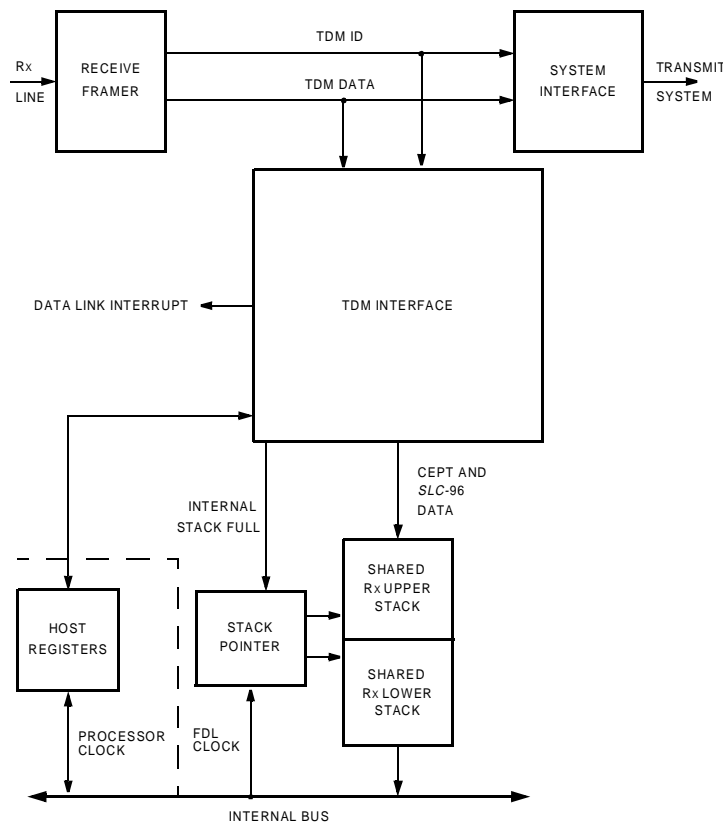 TDM ID
Rx
LINE
RECEIVE
FRAMER
TDM DATA
SYSTEM
INTERFACE
TRANSMIT
SYSTEM
DATA LINK INTERRUPT
TDM INTERFACE
INTERNAL
STACK FULL
CEPT AND
SLC-96
DATA
HOST
REGISTERS
STACK
POINTER
SHARED
Rx UPPER
STACK
SHARED
Rx LOWER
STACK
PROCESSOR
CLOCK
FDL
CLOCK
INTERNAL BUS